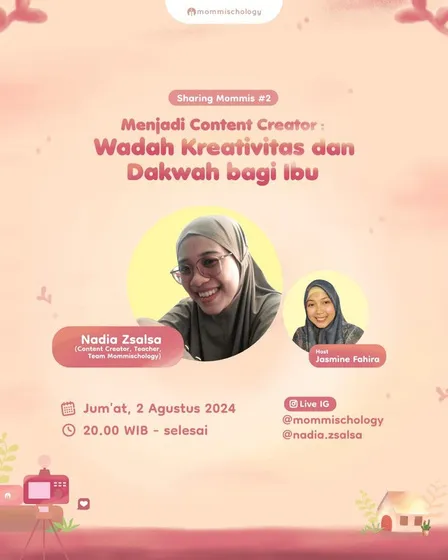 mommischology
Sharing Mommis #2
Menjadi Content Creator :
Wadah Kreativitas dan
Dakwah bagi Ibu
Nadia Zsalsa
(Content Creator, Teacher,
Team Mommischology)
Host
Jasmine Fahira
Jum'at, 2 Agustus 2024
20.00 WIB - selesai
Live IG
@mommischology
@nadia.zsalsa